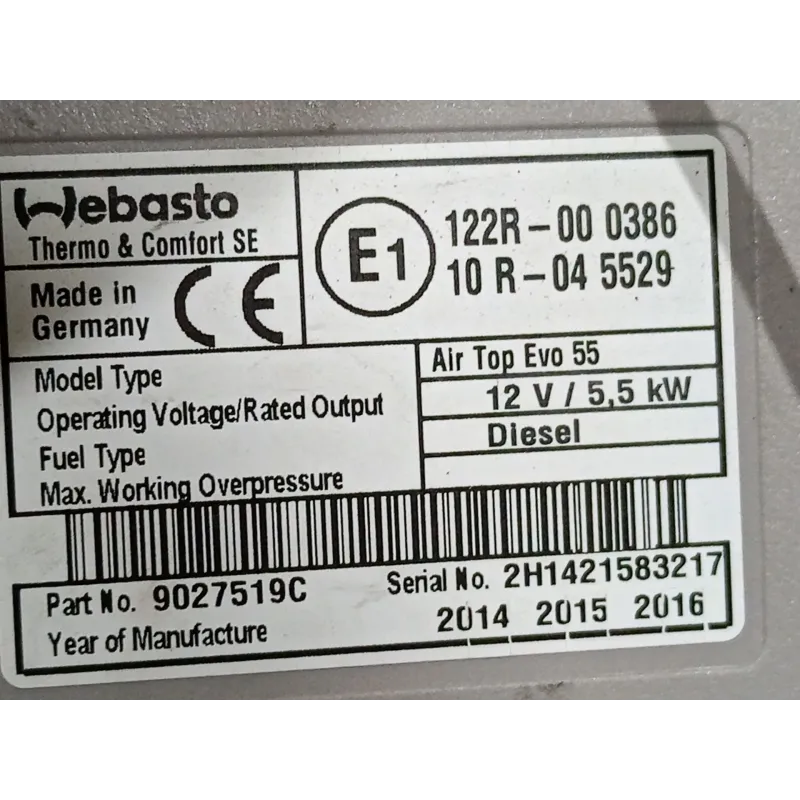 Webasto
Thermo & Comfort SE
Made in
Germany
CE
E1
122R-00 0386
10 R-04 5529
Model Type
Air Top Evo 55
Operating Voltage/Rated Output
12 V / 5,5 kW
Fuel Type
Diesel
Max. Working Overpressure
Part No. 9027519C
Serial No. 2H1421583217
Year of Manufacture
2014 2015 2016